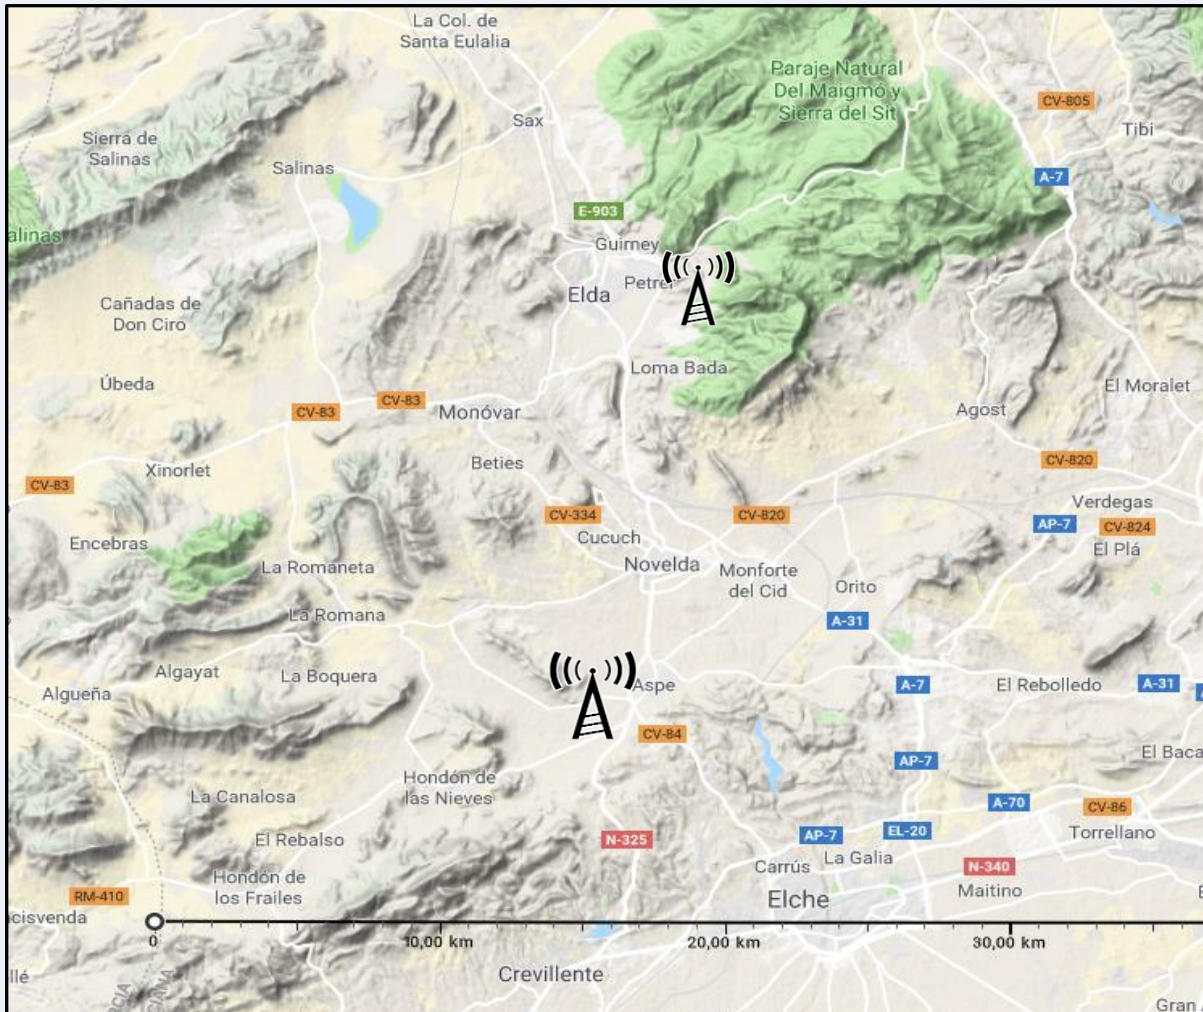 La Col. de
Santa Eulalia
Paraje Natural
Del Maigmó y
Sierra del Sit
CV-805
Sax
Tibi
Sierra de
Salinas
Salinas
A-7
E-903
alinas
Guirney
Petrer
Elda
Cañadas de
Don Ciro
Loma Bada
Úbeda
El Moralet
CV-83
CV-83
Monóvar
Agost
Xinorlet
Beties
CV-820
CV-83
Verdegas
CV-334
CV-820
AP-7
CV-824
Cucuch
El Plá
Encebras
La Romaneta
Novelda
Monforte
del Cid
Orito
La Romana
A-31
Algayat
La Boquera
Aspe
A-7
El Rebolledo
A-31
A
Algueña
CV-84
El Baca
AP-7
Hondón de
las Nieves
La Canalosa
A-70
CV-86
El Rebalso
N-325
AP-7
EL-20
Torrellano
Carrús
La Galia
N-340
Hondón de
los Frailes
Maitino
E
RM-410
Elche
cisvenda
0
10,00 km
20,00 km
30,00 km
llé
Crevillente
RCIA
CIANA
Gran